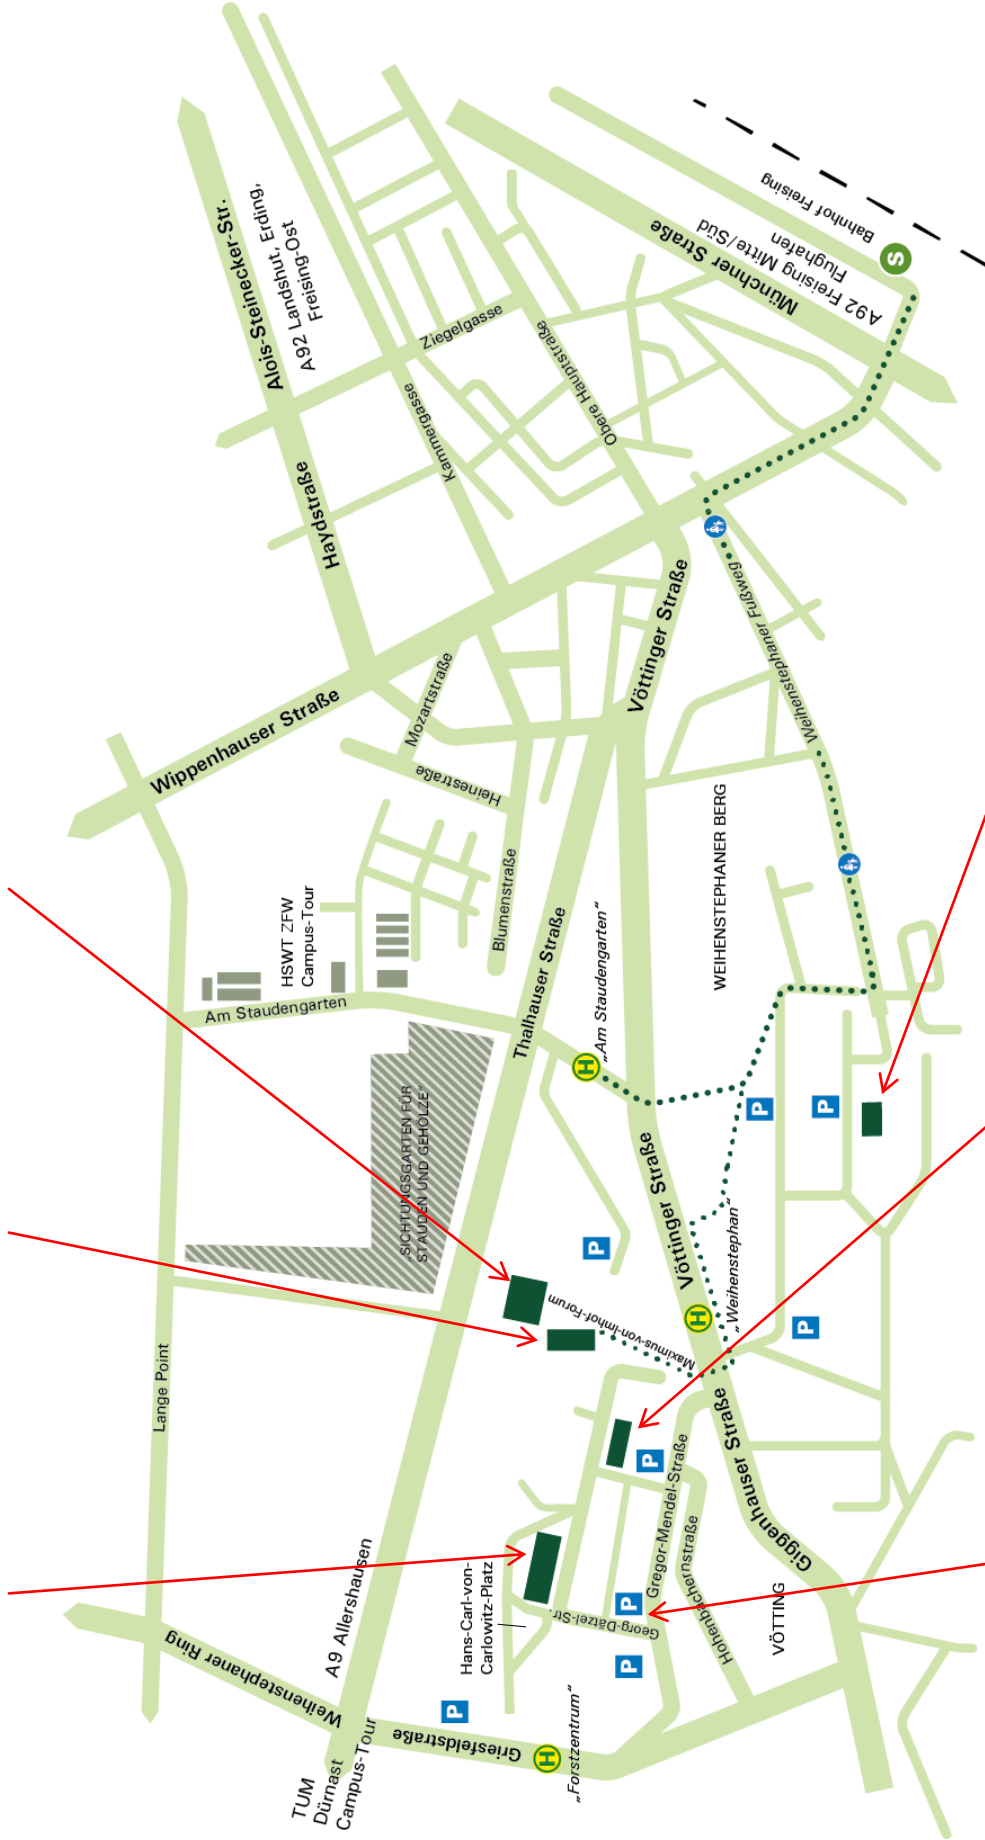 Alois-Steinecker-Str.
A92 Landshut, Erding,
Freising-Ost
Haydstraße
Ziegelgasse
Kammergasse
Obere Hauptstraße
Münchner Straße
A92 Freising Mitte/Süd
Flughafen
Bahnhof Freising
S
Wippenhauser Straße
Mozartstraße
Heinestraße
Blumenstraße
Vöttinger Straße
Weihenstephaner Fußweg
HSWT ZFW
Campus-Tour
Am Staudengarten
Thalhauser Straße
H
„Am Staudengarten“
WEIHENSTEPHANER BERG
SICHTUNGSGARTEN FÜR
STAUDEN UND GEHÖLZE“
P
P
P
Vöttinger Straße
H
„Weihenstephan“
P
Maximus-von-Imhof-Forum
Lange Point
Giggenhauser Straße
P
Gregor-Mendel-Straße
Hohenbachernstraße
VÖTTING
Hans-Carl-von-
Carlowitz-Platz
Georg-Dätzel-Str.
P
P
P
A9 Allershausen
Weihenstephaner Ring
Griesfeldstraße
H
„Forstzentrum“
TUM
Dürnast
Campus-Tour